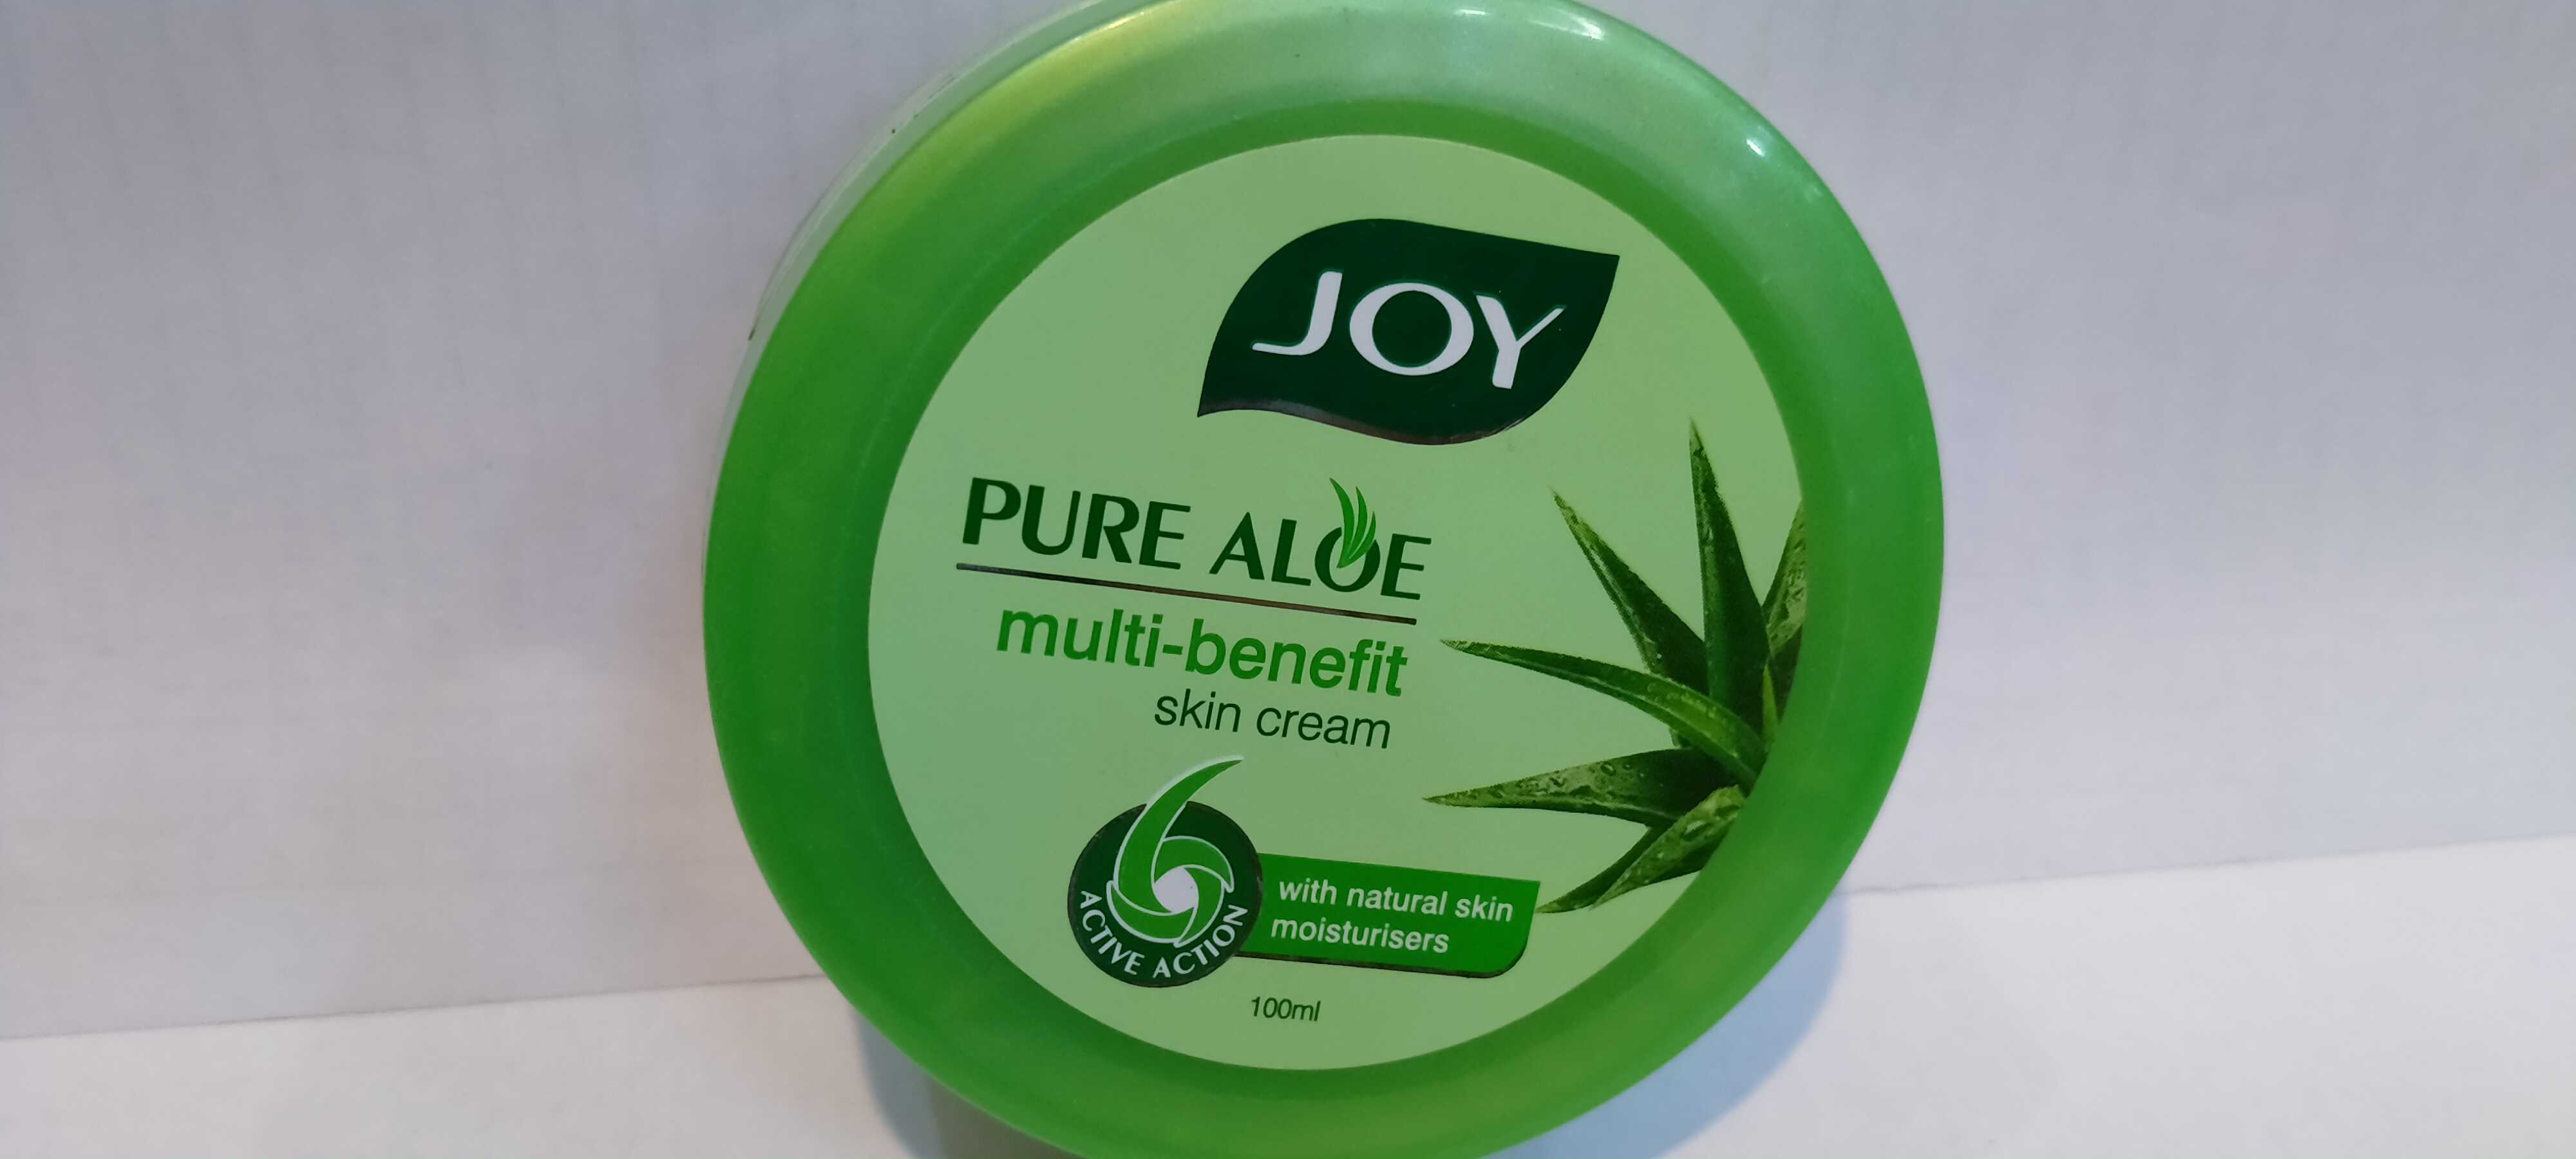 JOY
PURE ALOE
multi-benefit
skin cream
ACTIVE ACTION
with natural skin
moisturisers
100ml